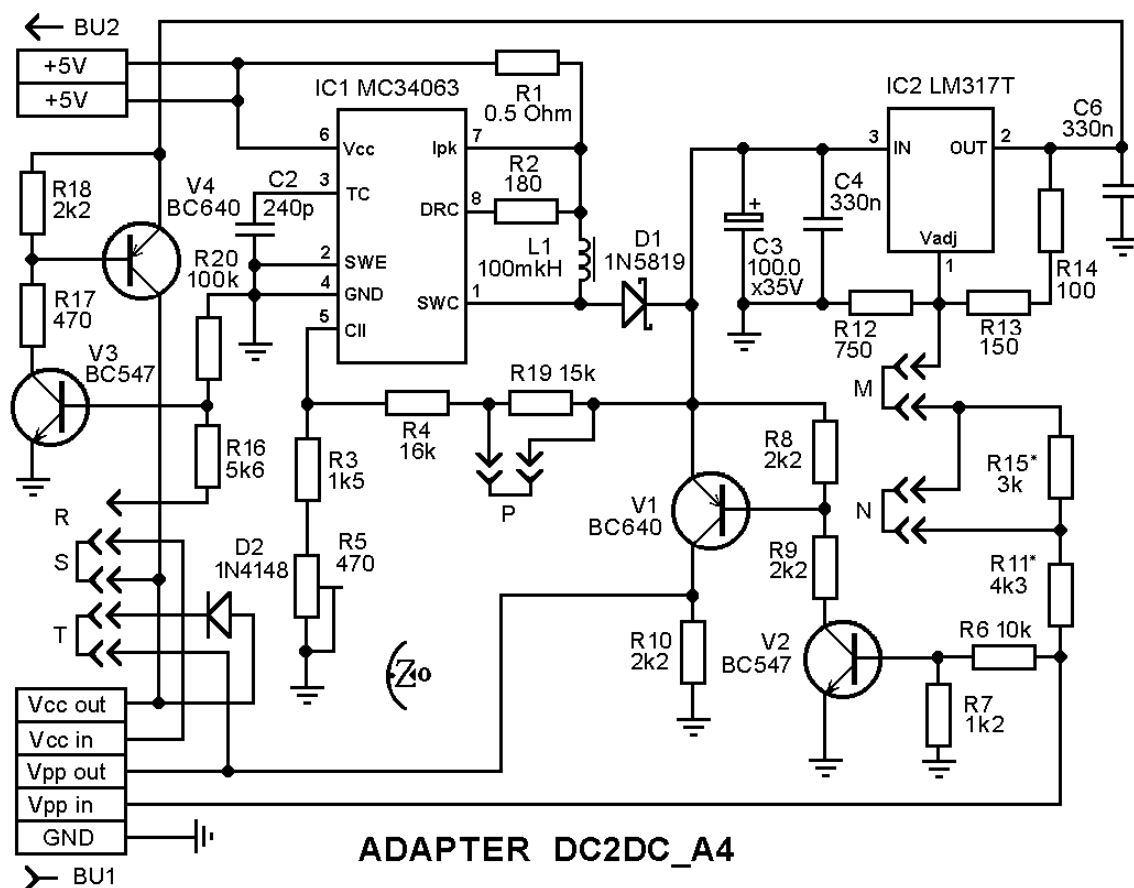 BU2
+5V
+5V
IC1 MC34063
R1
0.5 Ohm
IC2 LM317T
C6
330n
6
Vcc
Ipk
7
3
IN
OUT
2
R18
2k2
V4
BC640
C2
240p
3
TC
R2
180
DRC
8
C4
330n
+
C3
100.0
x35V
Vadj
1
R20
100k
2
SWE
4
GND
L1
100mkH
D1
1N5819
R14
100
R17
470
SWC
1
5
CII
R12
750
R13
150
V3
BC547
R19 15k
M
R16
5k6
R4
16k
R3
1k5
P
R8
2k2
R15*
3k
N
V1
BC640
R
S
T
D2
1N4148
R5
470
R9
2k2
R11*
4k3
R10
2k2
V2
BC547
R6 10k
R7
1k2
Zo
Vcc out
Vcc in
Vpp out
Vpp in
GND
BU1
ADAPTER DC2DC_A4